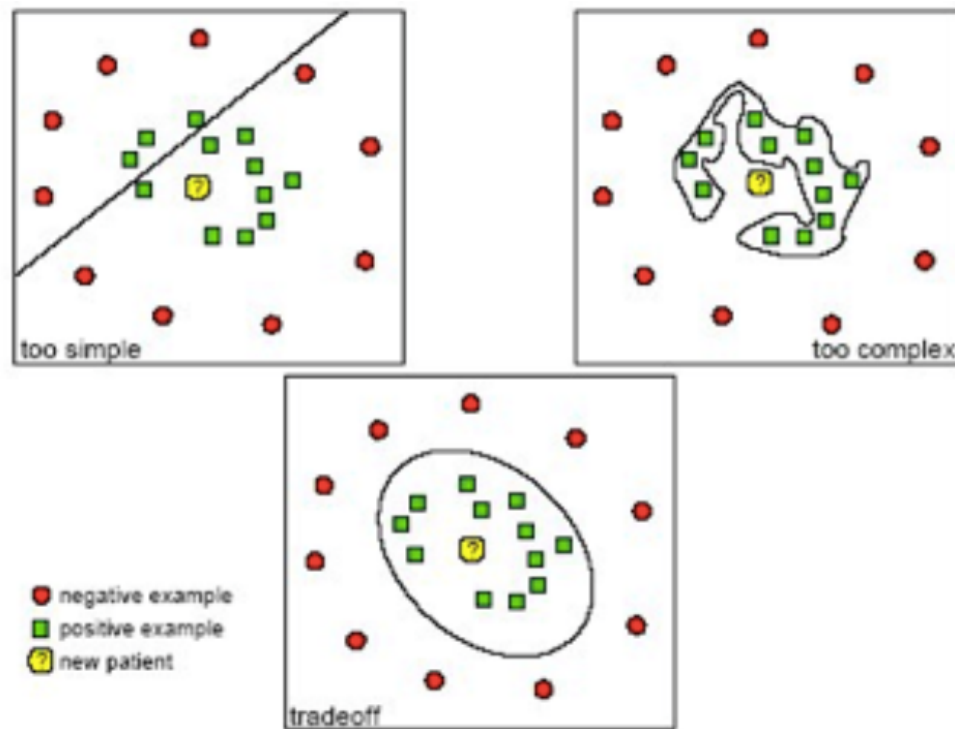 ?
too simple
?
too complex
?
negative example
positive example
? new patient
tradeoff